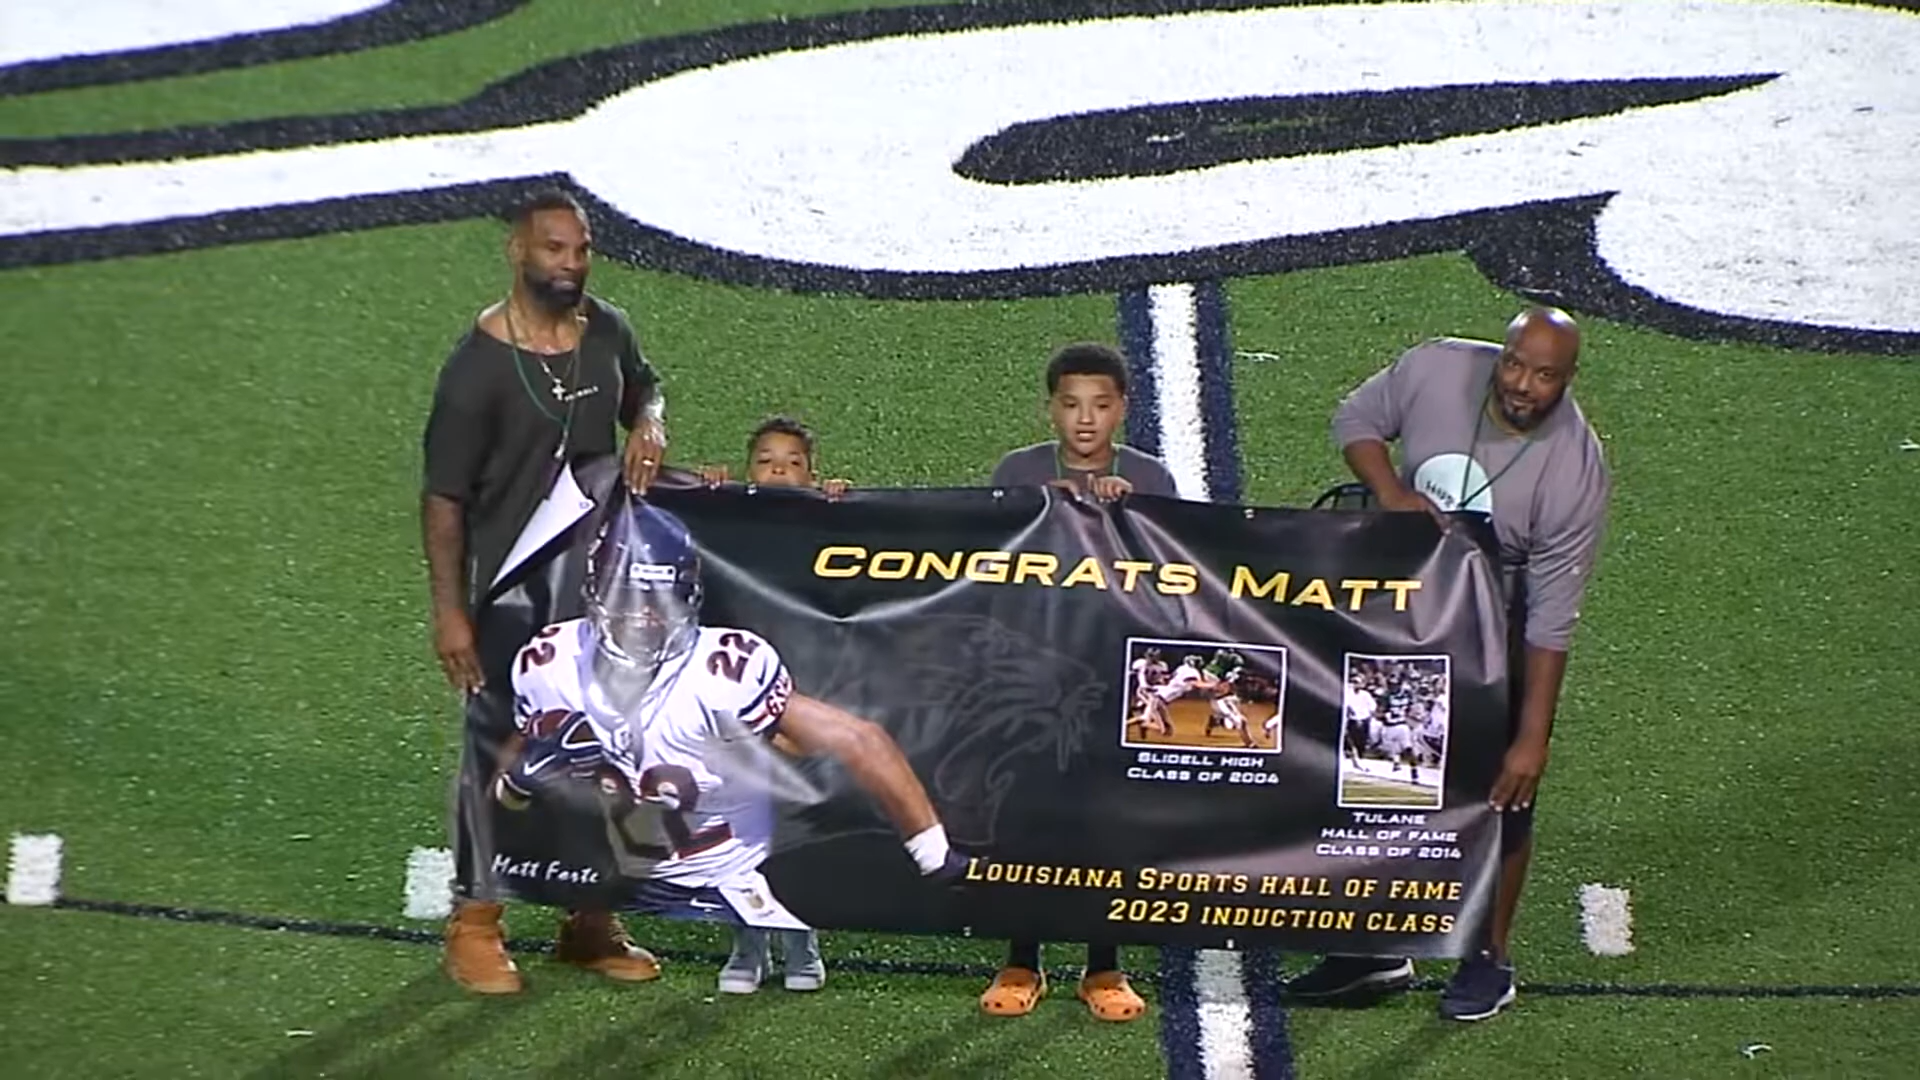 CONGRATS MATT
22
22
22
SLIDELL HIGH
CLASS OF 2004
TULANE
HALL OF FAME
CLASS OF 2014
Matt Forte
LOUISIANA SPORTS HALL OF FAME
2023 INDUCTION CLASS